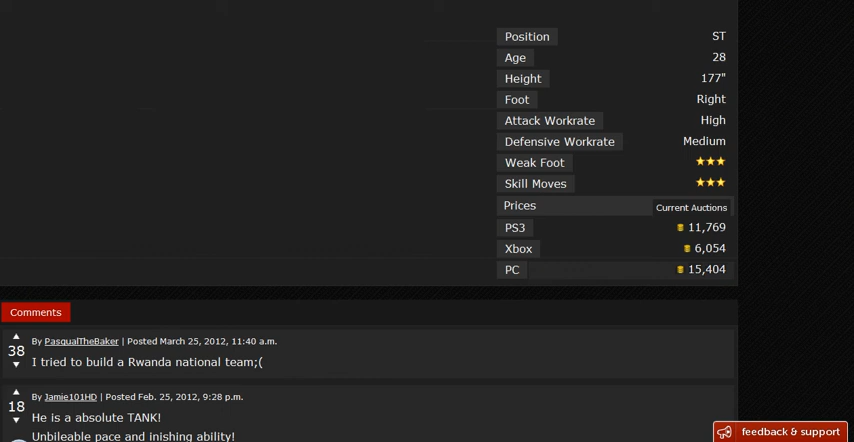 Position ST
Age 28
Height 177"
Foot Right
Attack Workrate High
Defensive Workrate Medium
Weak Foot
Skill Moves
Prices Current Auctions
PS3 11,769
Xbox 6,054
PC 15,404
Comments
38
By PasqualTheBaker | Posted March 25, 2012, 11:40 a.m.
I tried to build a Rwanda national team;(
18
By Jamie101HD | Posted Feb. 25, 2012, 9:28 p.m.
He is a absolute TANK!
Unbileable pace and inishing ability!
feedback & support